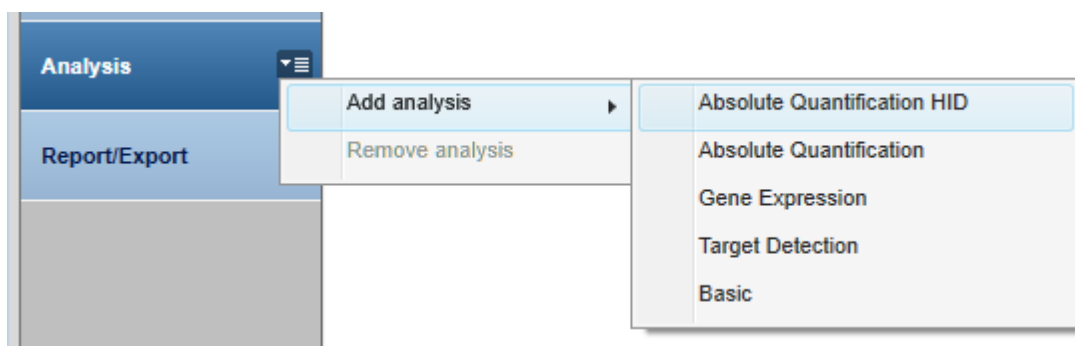 Analysis
Add analysis
Absolute Quantification HID
Report/Export
Remove analysis
Absolute Quantification
Gene Expression
Target Detection
Basic